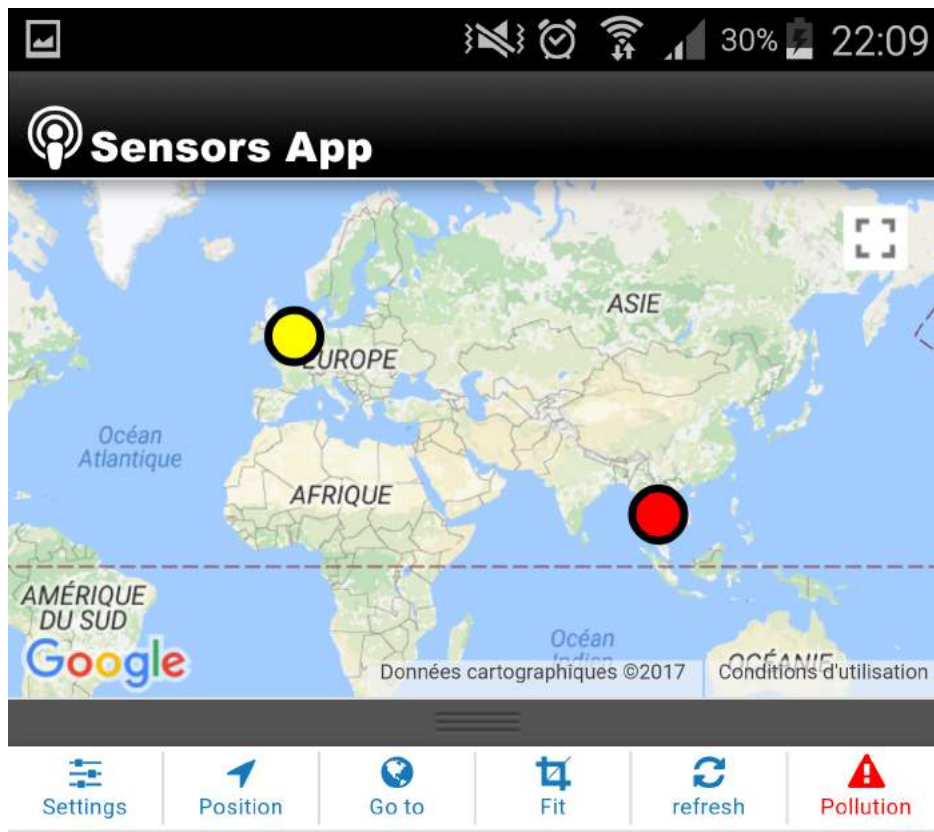 30% 22:09
Sensors App
ASIE
EUROPE
Océan
Atlantique
AFRIQUE
AMÉRIQUE
DU SUD
Océan
Indien
OCÉANIE
Google
Données cartographiques ©2017 Conditions d'utilisation
Settings Position Go to Fit refresh Pollution